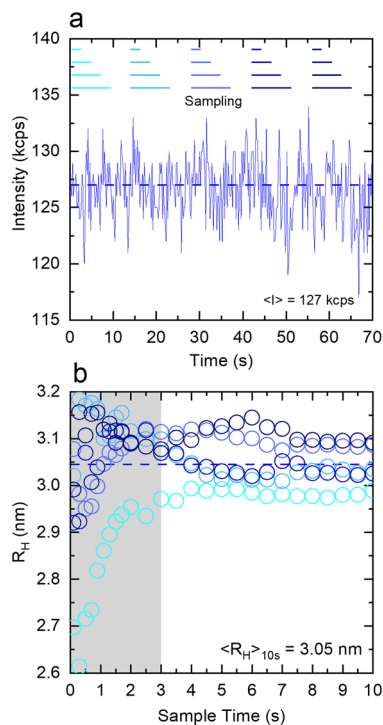 a
140
135
130
125
120
115
Intensity (kcps)
Sampling
<I> = 127 kcps
0 10 20 30 40 50 60 70
Time (s)
b
3.2
3.1
3.0
2.9
2.8
2.7
2.6
R_H (nm)
<R_H>_10s = 3.05 nm
0 1 2 3 4 5 6 7 8 9 10
Sample Time (s)